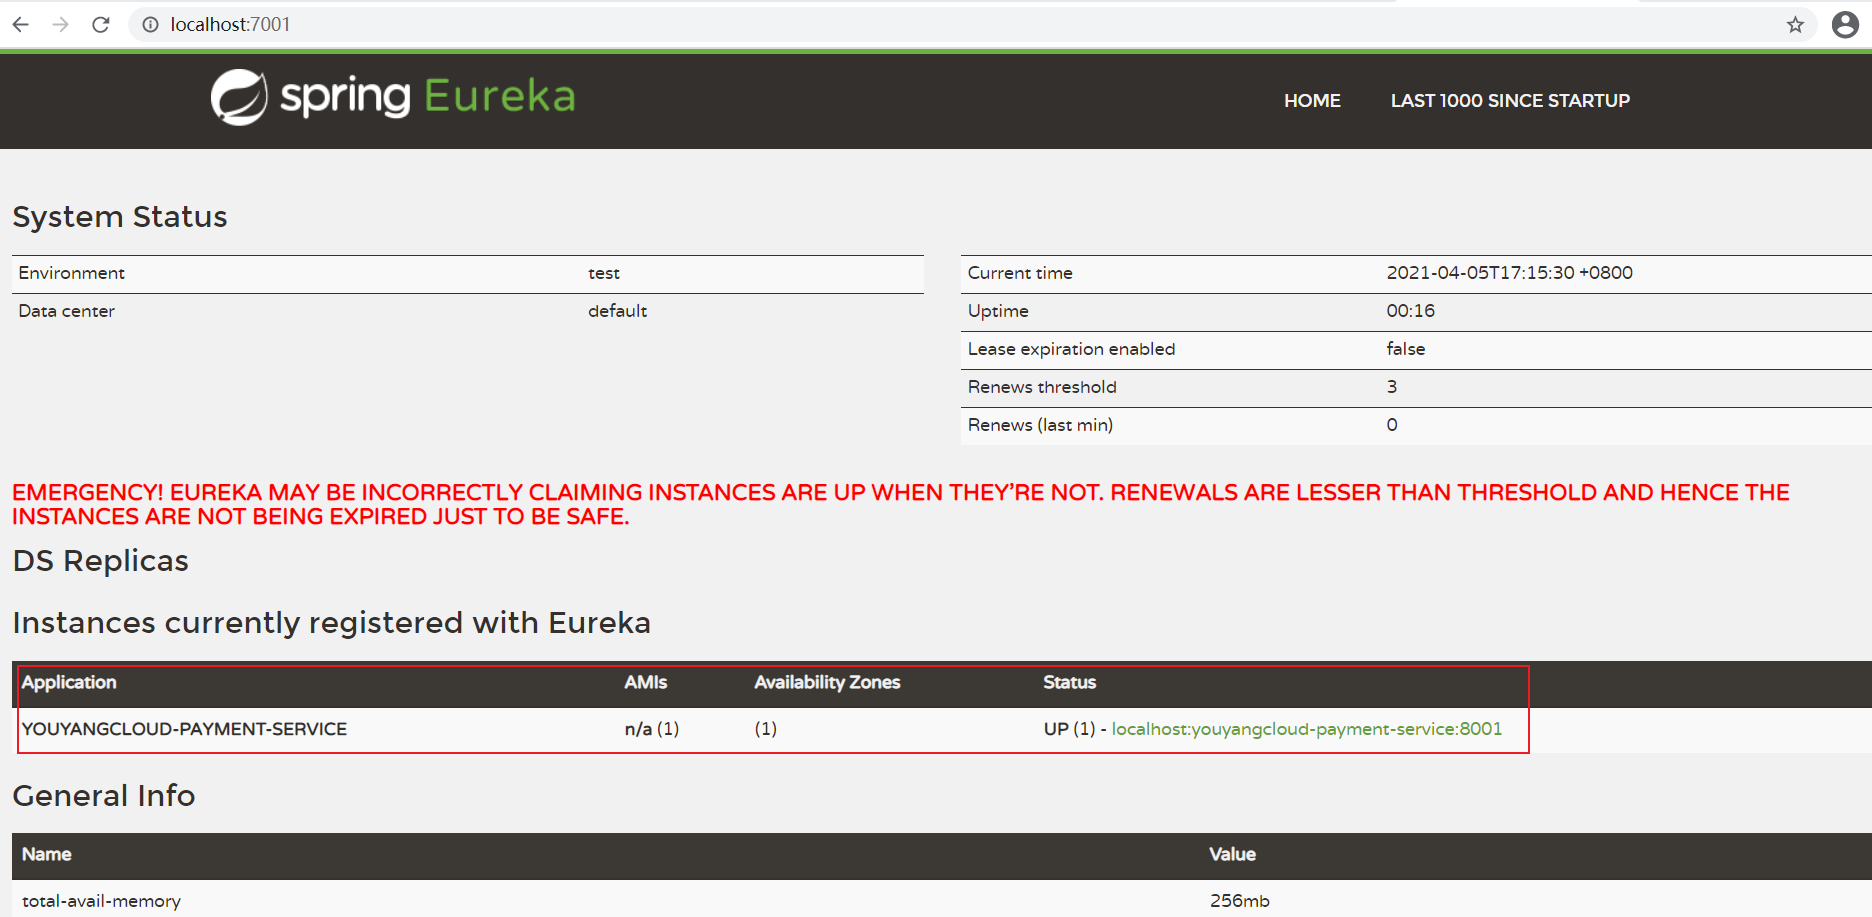 localhost:7001
spring Eureka
HOME LAST 1000 SINCE STARTUP
System Status
Environment test
Data center default
Current time 2021-04-05T17:15:30 +0800
Uptime 00:16
Lease expiration enabled false
Renews threshold 3
Renews (last min) 0
EMERGENCY! EUREKA MAY BE INCORRECTLY CLAIMING INSTANCES ARE UP WHEN THEY'RE NOT. RENEWALS ARE LESSER THAN THRESHOLD AND HENCE THE
INSTANCES ARE NOT BEING EXPIRED JUST TO BE SAFE.
DS Replicas
Instances currently registered with Eureka
Application AMIs Availability Zones Status
YOUYANGCLOUD-PAYMENT-SERVICE n/a (1) (1) UP (1) - localhost:youyangcloud-payment-service:8001
General Info
Name Value
total-avail-memory 256mb